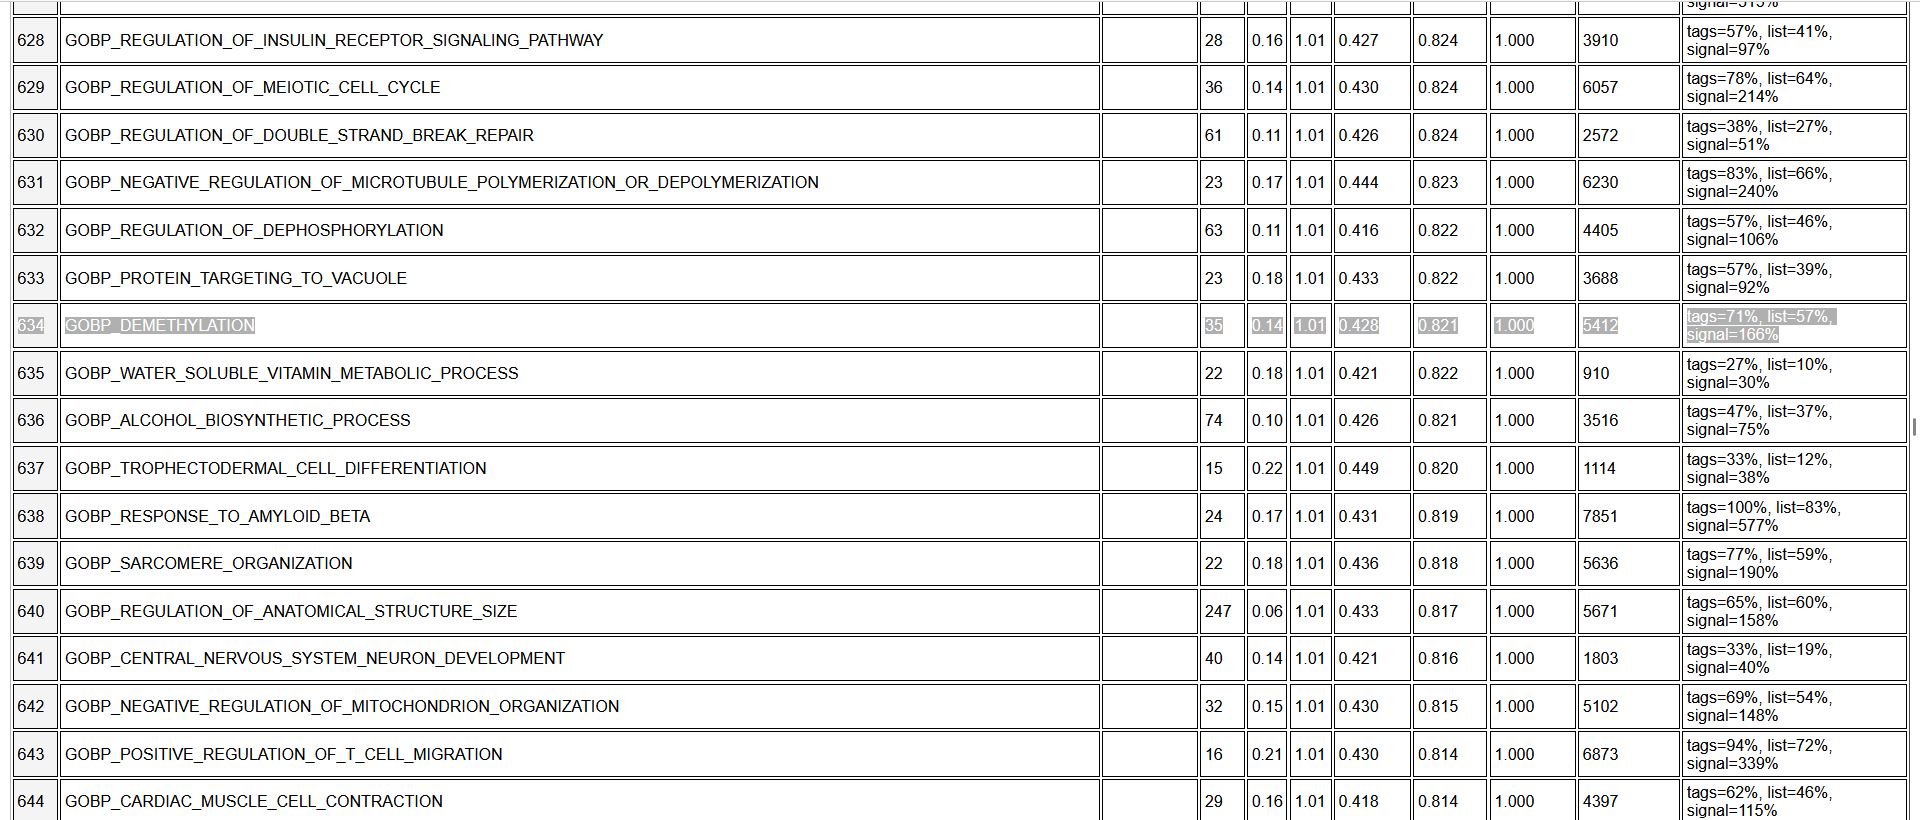 signal=515%
628 GOBP_REGULATION_OF_INSULIN_RECEPTOR_SIGNALING_PATHWAY 28 0.16 1.01 0.427 0.824 1.000 3910 tags=57%, list=41%,
signal=97%
629 GOBP_REGULATION_OF_MEIOTIC_CELL_CYCLE 36 0.14 1.01 0.430 0.824 1.000 6057 tags=78%, list=64%,
signal=214%
630 GOBP_REGULATION_OF_DOUBLE_STRAND_BREAK_REPAIR 61 0.11 1.01 0.426 0.824 1.000 2572 tags=38%, list=27%,
signal=51%
631 GOBP_NEGATIVE_REGULATION_OF_MICROTUBULE_POLYMERIZATION_OR_DEPOLYMERIZATION 23 0.17 1.01 0.444 0.823 1.000 6230 tags=83%, list=66%,
signal=240%
632 GOBP_REGULATION_OF_DEPHOSPHORYLATION 63 0.11 1.01 0.416 0.822 1.000 4405 tags=57%, list=46%,
signal=106%
633 GOBP_PROTEIN_TARGETING_TO_VACUOLE 23 0.18 1.01 0.433 0.822 1.000 3688 tags=57%, list=39%,
signal=92%
634 GOBP_DEMETHYLATION 35 0.14 1.01 0.428 0.821 1.000 5412 tags=71%, list=57%,
signal=166%
635 GOBP_WATER_SOLUBLE_VITAMIN_METABOLIC_PROCESS 22 0.18 1.01 0.421 0.822 1.000 910 tags=27%, list=10%,
signal=30%
636 GOBP_ALCOHOL_BIOSYNTHETIC_PROCESS 74 0.10 1.01 0.426 0.821 1.000 3516 tags=47%, list=37%,
signal=75%
637 GOBP_TROPHECTODERMAL_CELL_DIFFERENTIATION 15 0.22 1.01 0.449 0.820 1.000 1114 tags=33%, list=12%,
signal=38%
638 GOBP_RESPONSE_TO_AMYLOID_BETA 24 0.17 1.01 0.431 0.819 1.000 7851 tags=100%, list=83%,
signal=577%
639 GOBP_SARCOMERE_ORGANIZATION 22 0.18 1.01 0.436 0.818 1.000 5636 tags=77%, list=59%,
signal=190%
640 GOBP_REGULATION_OF_ANATOMICAL_STRUCTURE_SIZE 247 0.06 1.01 0.433 0.817 1.000 5671 tags=65%, list=60%,
signal=158%
641 GOBP_CENTRAL_NERVOUS_SYSTEM_NEURON_DEVELOPMENT 40 0.14 1.01 0.421 0.816 1.000 1803 tags=33%, list=19%,
signal=40%
642 GOBP_NEGATIVE_REGULATION_OF_MITOCHONDRION_ORGANIZATION 32 0.15 1.01 0.430 0.815 1.000 5102 tags=69%, list=54%,
signal=148%
643 GOBP_POSITIVE_REGULATION_OF_T_CELL_MIGRATION 16 0.21 1.01 0.430 0.814 1.000 6873 tags=94%, list=72%,
signal=339%
644 GOBP_CARDIAC_MUSCLE_CELL_CONTRACTION 29 0.16 1.01 0.418 0.814 1.000 4397 tags=62%, list=46%,
signal=115%